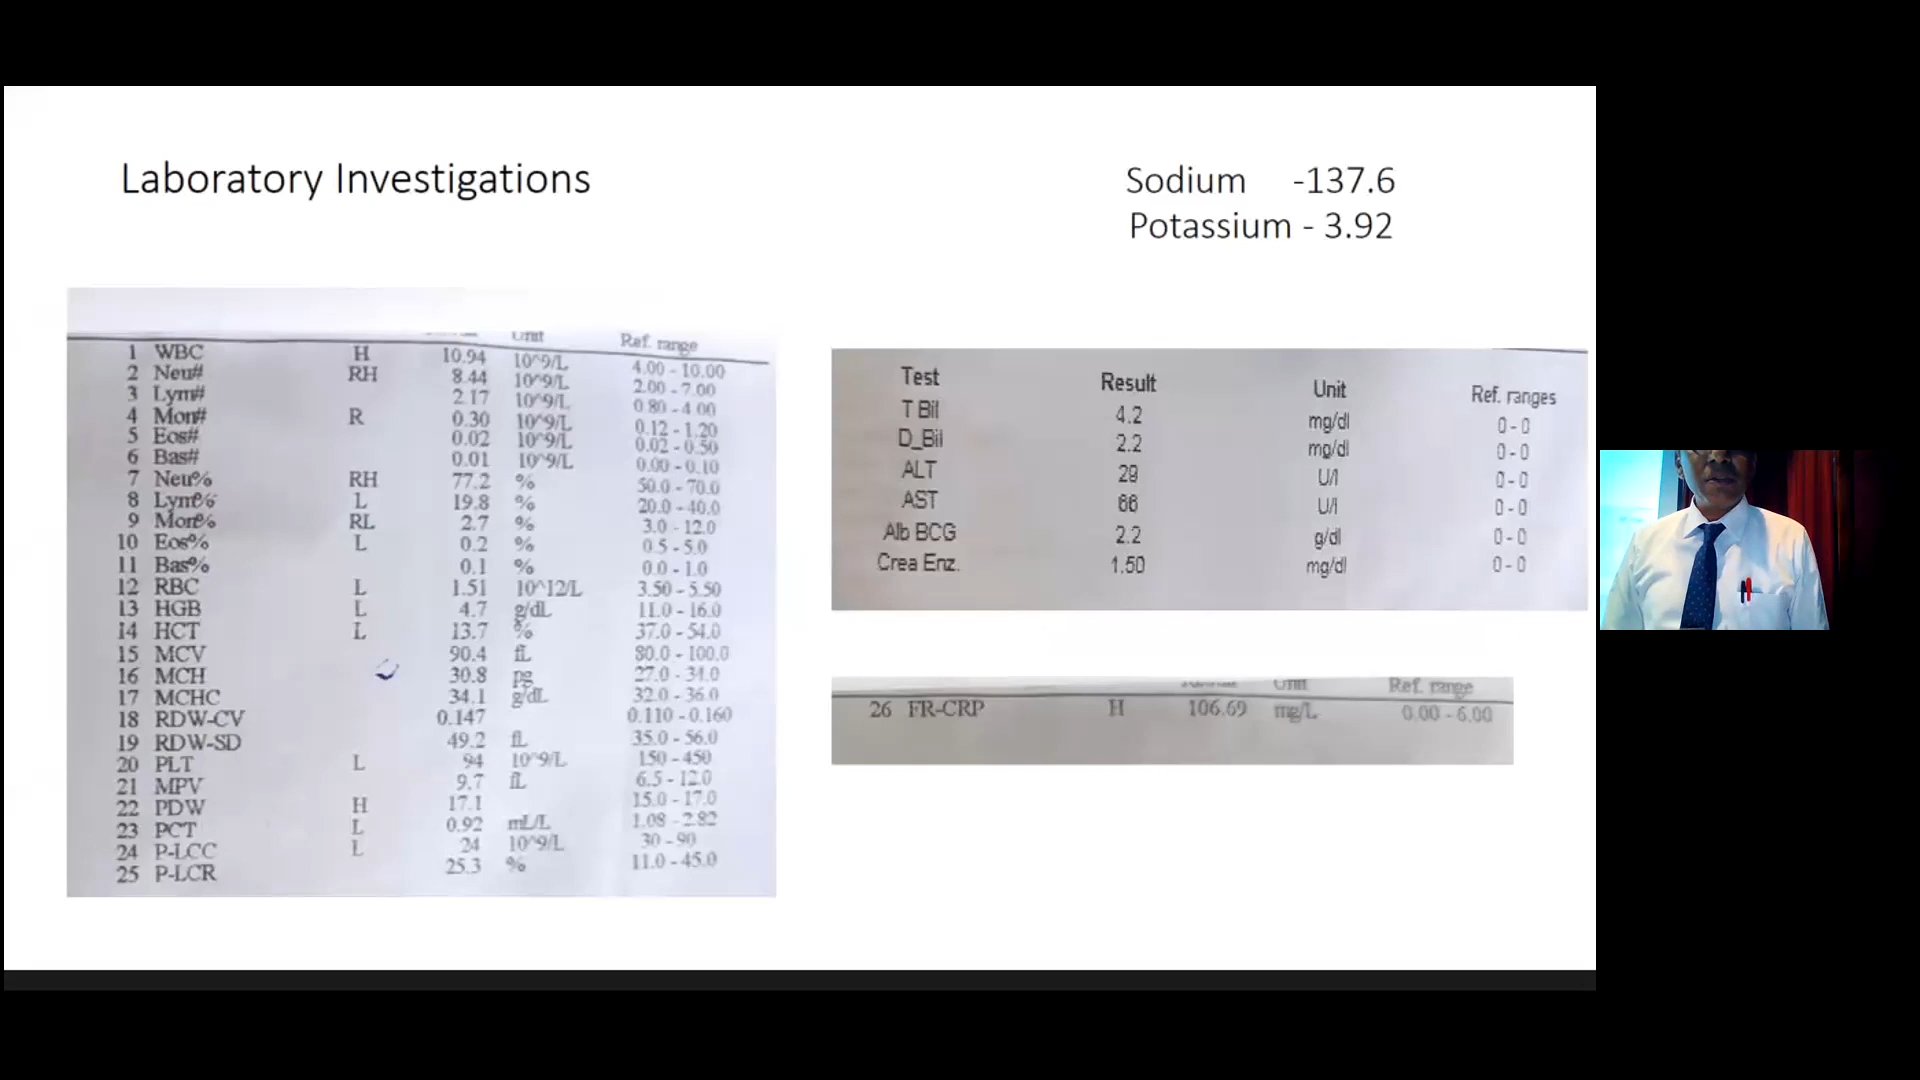 Laboratory Investigations
Sodium -137.6
Potassium - 3.92
Unit Ref. range
1 WBC H 10.94 10^9/L 4.00 - 10.00
2 Neu# RH 8.44 10^9/L 2.00 - 7.00
3 Lym# 2.17 10^9/L 0.80 - 4.00
4 Mon# R 0.30 10^9/L 0.12 - 1.20
5 Eos# 0.02 10^9/L 0.02 - 0.50
6 Bas# 0.01 10^9/L 0.00 - 0.10
7 Neu% RH 77.2 % 50.0 - 70.0
8 Lym% L 19.8 % 20.0 - 40.0
9 Mon% RL 2.7 % 3.0 - 12.0
10 Eos% L 0.2 % 0.5 - 5.0
11 Bas% 0.1 % 0.0 - 1.0
12 RBC L 1.51 10^12/L 3.50 - 5.50
13 HGB L 4.7 g/dL 11.0 - 16.0
14 HCT L 13.7 % 37.0 - 54.0
15 MCV 90.4 fL 80.0 - 100.0
16 MCH 30.8 pg 27.0 - 34.0
17 MCHC 34.1 g/dL 32.0 - 36.0
18 RDW-CV 0.147 0.110 - 0.160
19 RDW-SD 49.2 fL 35.0 - 56.0
20 PLT L 94 10^9/L 150 - 450
21 MPV 9.7 fL 6.5 - 12.0
22 PDW H 17.1 15.0 - 17.0
23 PCT L 0.92 mL/L 1.08 - 2.82
24 P-LCC L 24 10^9/L 30 - 90
25 P-LCR 25.3 % 11.0 - 45.0
Test Result Unit Ref. ranges
T Bil 4.2 mg/dl 0 - 0
D_Bil 2.2 mg/dl 0 - 0
ALT 29 U/l 0 - 0
AST 66 U/l 0 - 0
Alb BCG 2.2 g/dl 0 - 0
Crea Enz. 1.50 mg/dl 0 - 0
Unit Ref. range
26 FR-CRP H 106.69 mg/L 0.00 - 6.00